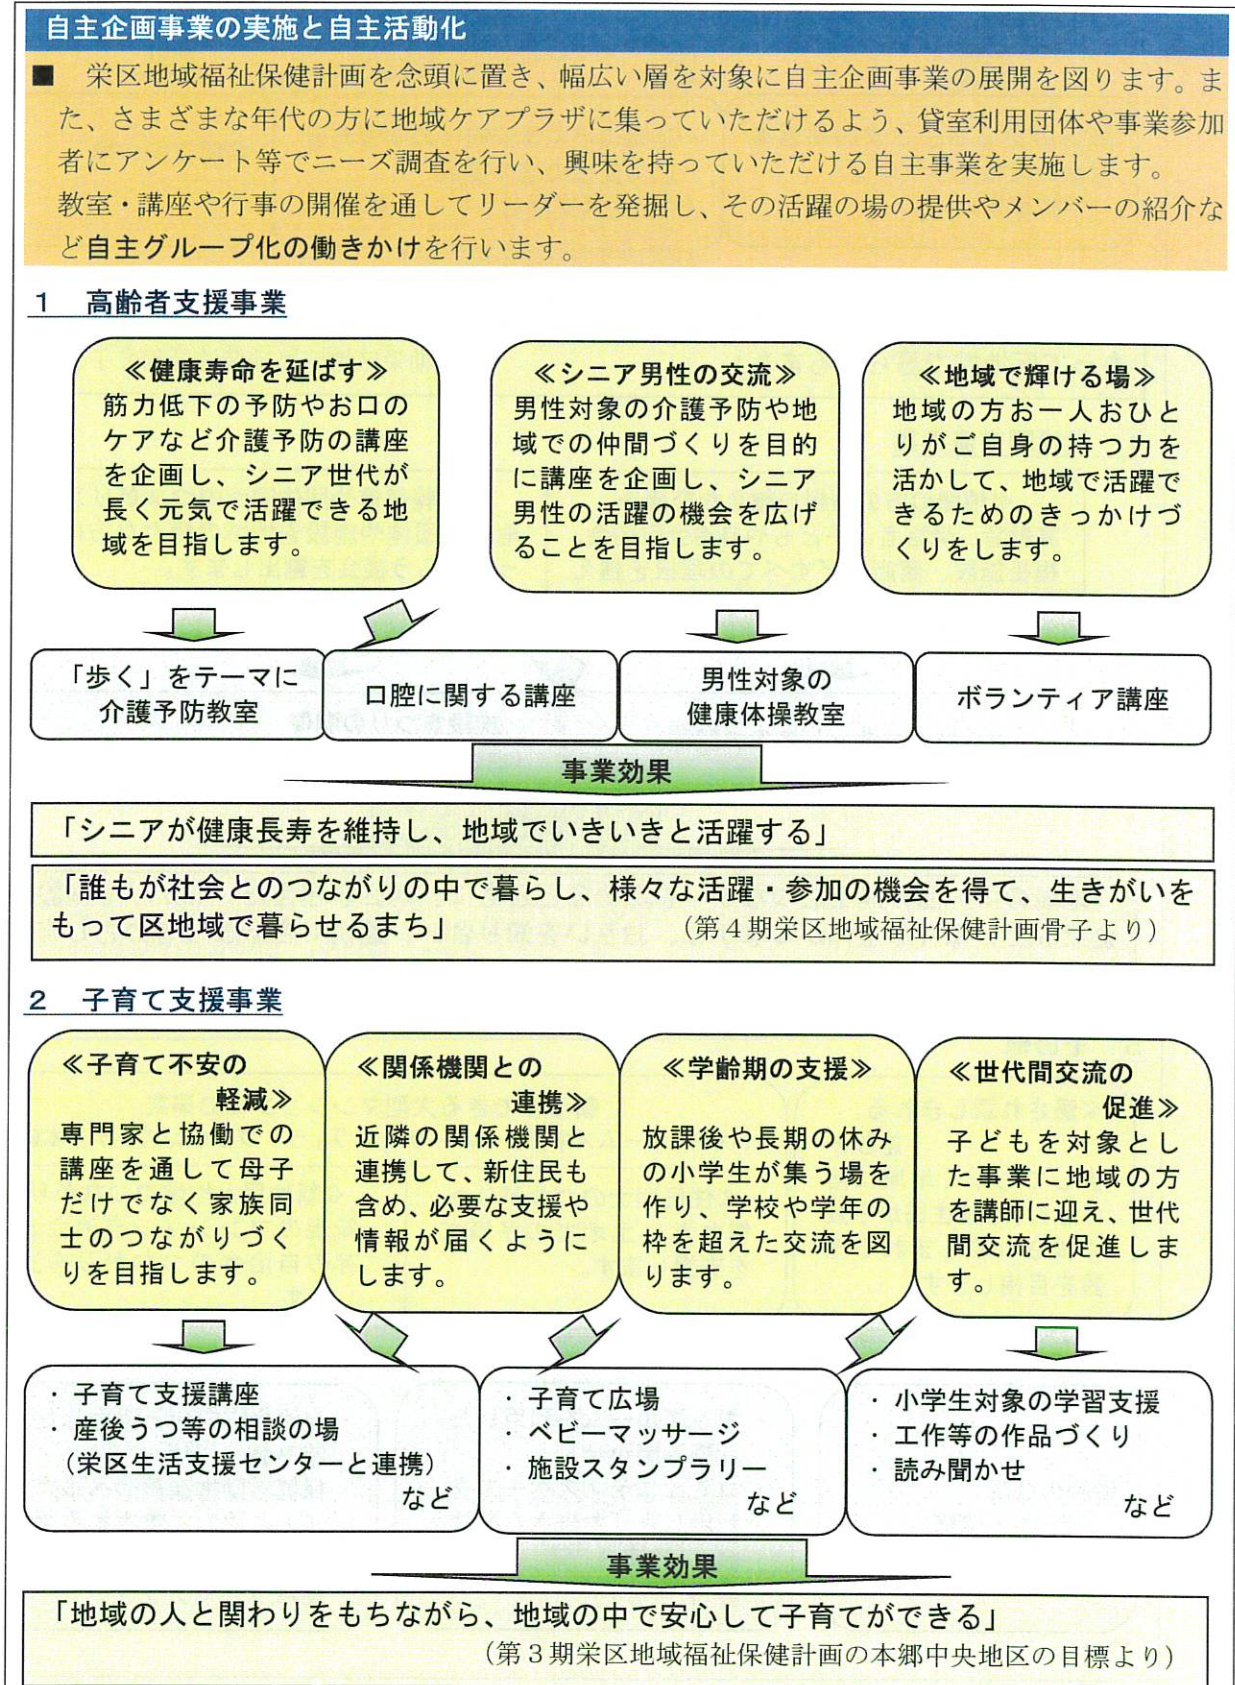 自主企画事業の実施と自主活動化
■　栄区地域福祉保健計画を念頭に置き、幅広い層を対象に自主企画事業の展開を図ります。ま
た、さまざまな年代の方に地域ケアプラザに集っていただけるよう、貸室利用団体や事業参加
者にアンケート等でニーズ調査を行い、興味を持っていただける自主事業を実施します。
教室・講座や行事の開催を通してリーダーを発掘し、その活躍の場の提供やメンバーの紹介な
ど自主グループ化の働きかけを行います。
１　高齢者支援事業
≪健康寿命を延ばす≫
筋力低下の予防やお口の
ケアなど介護予防の講座
を企画し、シニア世代が
長く元気で活躍できる地
域を目指します。
≪シニア男性の交流≫
男性対象の介護予防や地
域での仲間づくりを目的
に講座を企画し、シニア
男性の活躍の機会を広げ
ることを目指します。
≪地域で輝ける場≫
地域の方お一人おひと
りがご自身の持つ力を
活かして、地域で活躍で
きるためのきっかけづ
くりをします。
「歩く」をテーマに
介護予防教室
口腔に関する講座
男性対象の
健康体操教室
ボランティア講座
事業効果
「シニアが健康長寿を維持し、地域でいきいきと活躍する」
「誰もが社会とのつながりの中で暮らし、様々な活躍・参加の機会を得て、生きがいを
もって区地域で暮らせるまち」　（第４期栄区地域福祉保健計画骨子より）
２　子育て支援事業
≪子育て不安の
軽減≫
専門家と協働での
講座を通して母子
だけでなく家族同
士のつながりづく
りを目指します。
≪関係機関との
連携≫
近隣の関係機関と
連携して、新住民も
含め、必要な支援や
情報が届くように
します。
≪学齢期の支援≫
放課後や長期の休み
の小学生が集う場を
作り、学校や学年の
枠を超えた交流を図
ります。
≪世代間交流の
促進≫
子どもを対象とし
た事業に地域の方
を講師に迎え、世代
間交流を促進しま
す。
・子育て支援講座
・産後うつ等の相談の場
（栄区生活支援センターと連携）
など
・子育て広場
・ベビーマッサージ
・施設スタンプラリー
など
・小学生対象の学習支援
・工作等の作品づくり
・読み聞かせ
など
事業効果
「地域の人と関わりをもちながら、地域の中で安心して子育てができる」
（第３期栄区地域福祉保健計画の本郷中央地区の目標より）